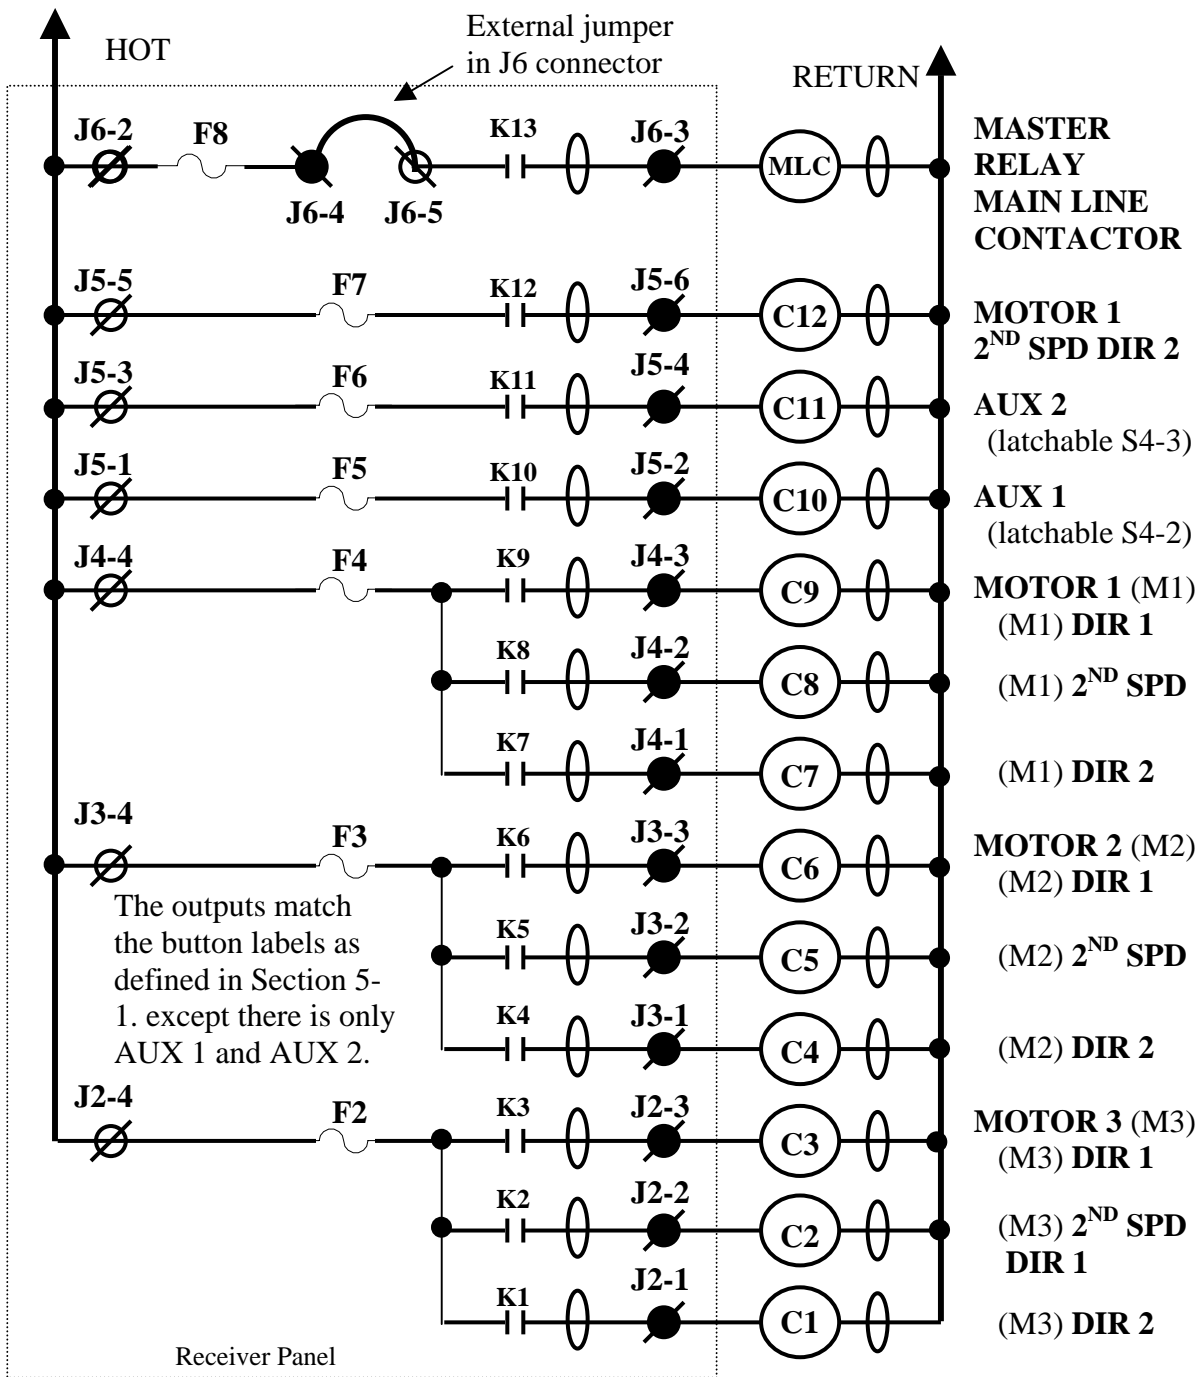 HOT
External jumper
in J6 connector
RETURN
J6-2
F8
J6-4
J6-5
K13
J6-3
MLC
MASTER
RELAY
MAIN LINE
CONTACTOR
J5-5
F7
K12
J5-6
C12
MOTOR 1
2ND SPD DIR 2
J5-3
F6
K11
J5-4
C11
AUX 2
(latchable S4-3)
J5-1
F5
K10
J5-2
C10
AUX 1
(latchable S4-2)
J4-4
F4
K9
J4-3
C9
MOTOR 1 (M1)
(M1) DIR 1
K8
J4-2
C8
(M1) 2ND SPD
K7
J4-1
C7
(M1) DIR 2
J3-4
F3
K6
J3-3
C6
MOTOR 2 (M2)
(M2) DIR 1
The outputs match
the button labels as
defined in Section 5-
1. except there is only
AUX 1 and AUX 2.
K5
J3-2
C5
(M2) 2ND SPD
K4
J3-1
C4
(M2) DIR 2
J2-4
F2
K3
J2-3
C3
MOTOR 3 (M3)
(M3) DIR 1
K2
J2-2
C2
(M3) 2ND SPD
DIR 1
K1
J2-1
C1
(M3) DIR 2
Receiver Panel